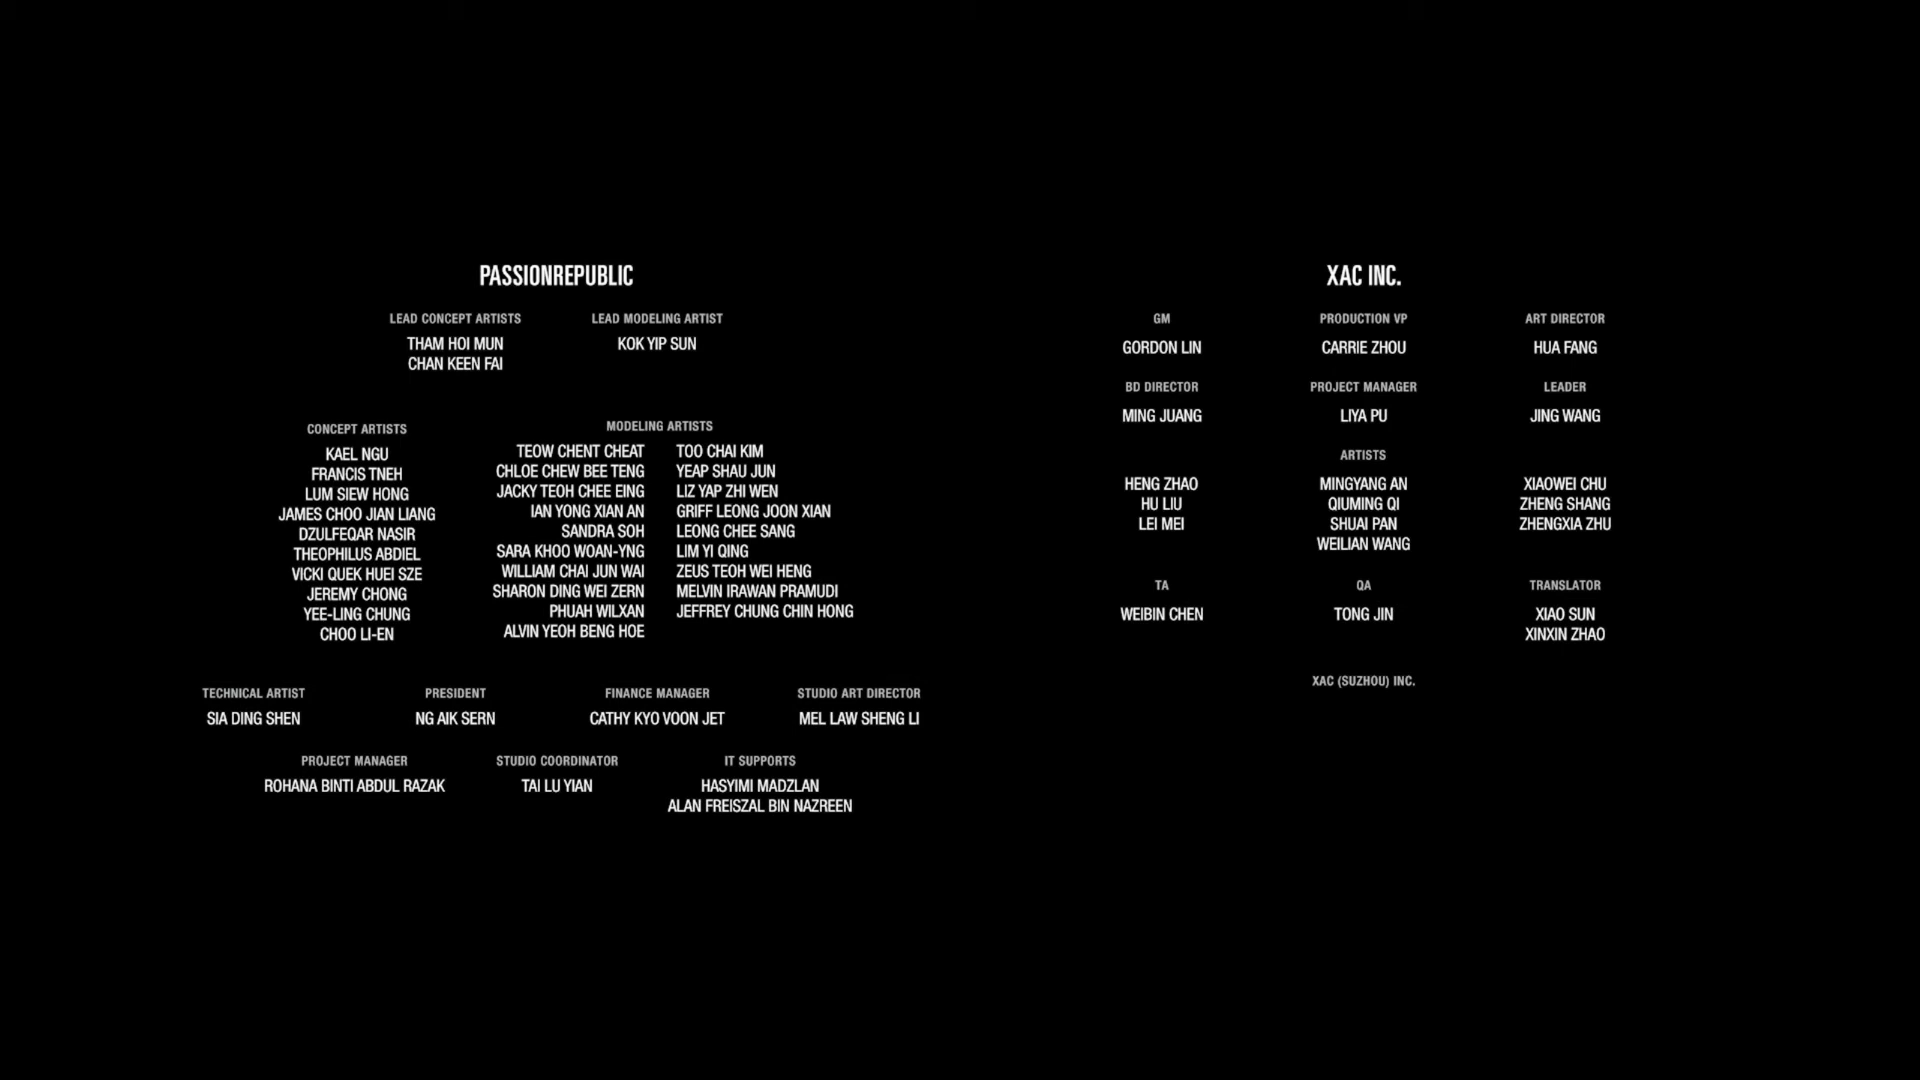 PASSIONREPUBLIC
LEAD CONCEPT ARTISTS
THAM HOI MUN
CHAN KEEN FAI
LEAD MODELING ARTIST
KOK YIP SUN
CONCEPT ARTISTS
KAEL NGU
FRANCIS TNEH
LUM SIEW HONG
JAMES CHOO JIAN LIANG
DZULFEQAR NASIR
THEOPHILUS ABDIEL
VICKI QUEK HUEI SZE
JEREMY CHONG
YEE-LING CHUNG
CHOO LI-EN
MODELING ARTISTS
TEOW CHENT CHEAT
CHLOE CHEW BEE TENG
JACKY TEOH CHEE EING
IAN YONG XIAN AN
SANDRA SOH
SARA KHOO WOAN-YNG
WILLIAM CHAI JUN WAI
SHARON DING WEI ZERN
PHUAH WILXAN
ALVIN YEOH BENG HOE
TOO CHAI KIM
YEAP SHAU JUN
LIZ YAP ZHI WEN
GRIFF LEONG JOON XIAN
LEONG CHEE SANG
LIM YI QING
ZEUS TEOH WEI HENG
MELVIN IRAWAN PRAMUDI
JEFFREY CHUNG CHIN HONG
TECHNICAL ARTIST
SIA DING SHEN
PRESIDENT
NG AIK SERN
FINANCE MANAGER
CATHY KYO VOON JET
STUDIO ART DIRECTOR
MEL LAW SHENG LI
PROJECT MANAGER
ROHANA BINTI ABDUL RAZAK
STUDIO COORDINATOR
TAI LU YIAN
IT SUPPORTS
HASYIMI MADZLAN
ALAN FREISZAL BIN NAZREEN
XAC INC.
GM
GORDON LIN
PRODUCTION VP
CARRIE ZHOU
ART DIRECTOR
HUA FANG
BD DIRECTOR
MING JUANG
PROJECT MANAGER
LIYA PU
LEADER
JING WANG
ARTISTS
HENG ZHAO
HU LIU
LEI MEI
MINGYANG AN
QIUMING QI
SHUAI PAN
WEILIAN WANG
XIAOWEI CHU
ZHENG SHANG
ZHENGXIA ZHU
TA
WEIBIN CHEN
QA
TONG JIN
TRANSLATOR
XIAO SUN
XINXIN ZHAO
XAC (SUZHOU) INC.